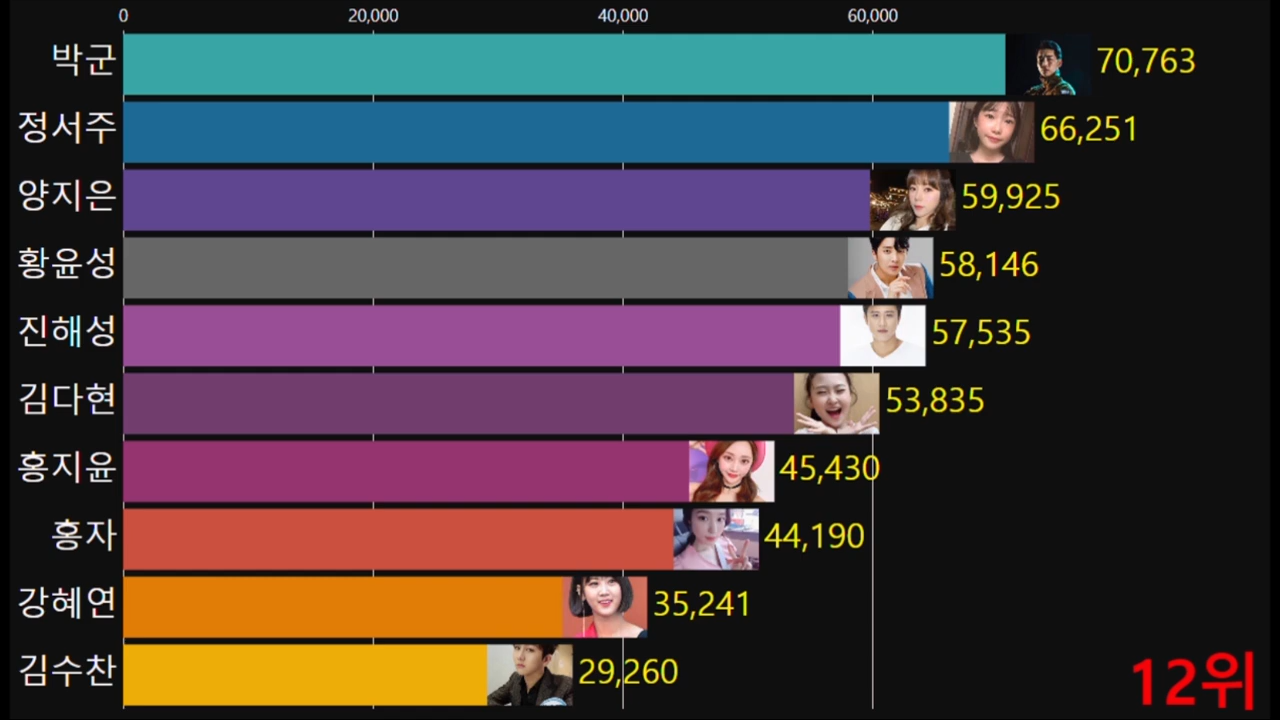 0 20,000 40,000 60,000
박군 70,763
정서주 66,251
양지은 59,925
황윤성 58,146
진해성 57,535
김다현 53,835
홍지윤 45,430
홍자 44,190
강혜연 35,241
김수찬 29,260
12위